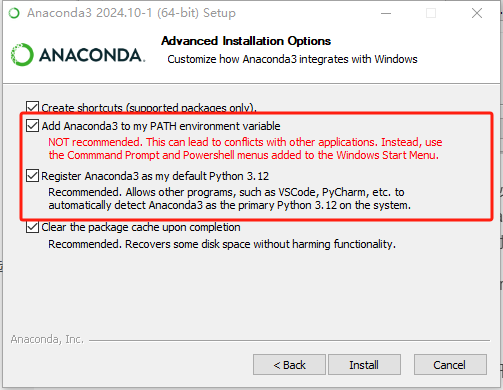 Anaconda3 2024.10-1 (64-bit) Setup
ANACONDA.
Advanced Installation Options
Customize how Anaconda3 integrates with Windows
Create shortcuts (supported packages only).
Add Anaconda3 to my PATH environment variable
NOT recommended. This can lead to conflicts with other applications. Instead, use
the Commmand Prompt and Powershell menus added to the Windows Start Menu.
Register Anaconda3 as my default Python 3.12
Recommended. Allows other programs, such as VSCode, PyCharm, etc. to
automatically detect Anaconda3 as the primary Python 3.12 on the system.
Clear the package cache upon completion
Recommended. Recovers some disk space without harming functionality.
Anaconda, Inc.
< Back
Install
Cancel